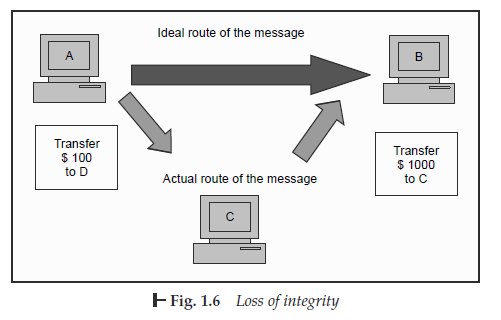 Ideal route of the message
A
B
Transfer
$ 100
to D
Transfer
$ 1000
to C
Actual route of the message
C
Fig. 1.6 Loss of integrity